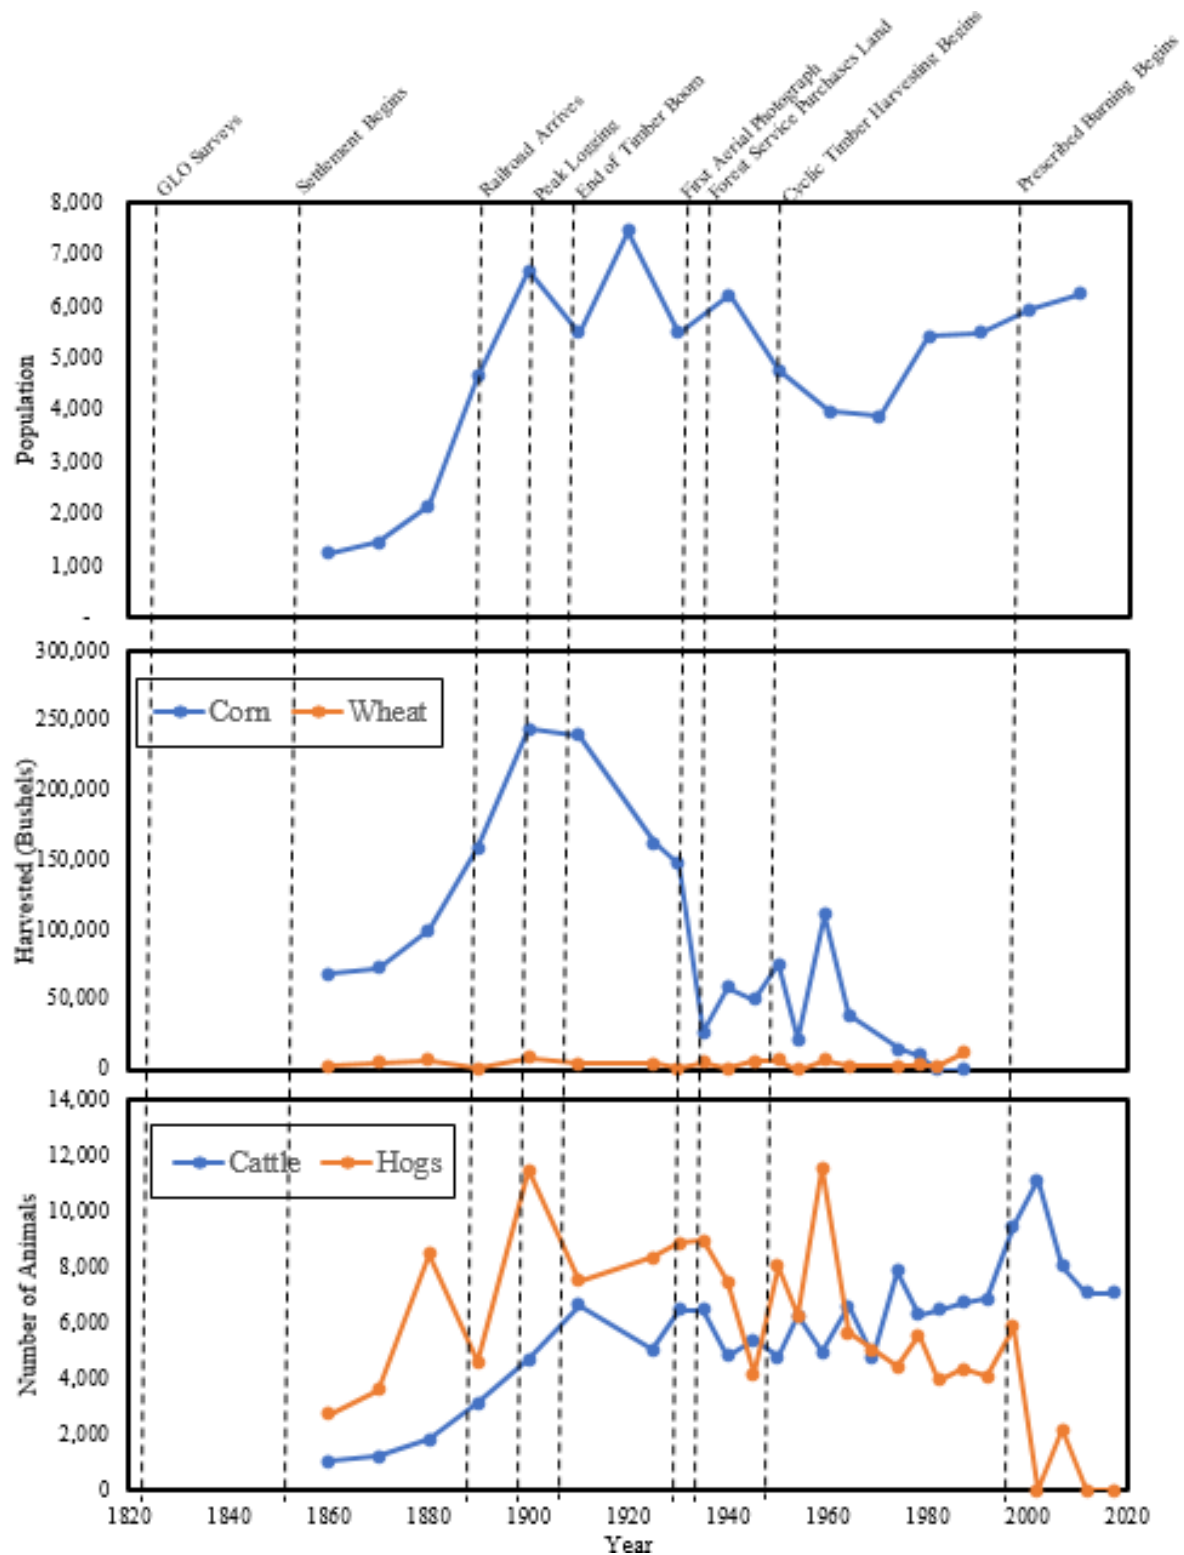 GLO Surveys
Settlement Begins
Railroad Arrives
Peak Logging
End of Timber Boom
First Aerial Photograph
Forest Service Purchases Land
Cyclic Timber Harvesting Begins
Prescribed Burning Begins
8,000
7,000
6,000
5,000
4,000
3,000
2,000
1,000
-
Population
300,000
250,000
200,000
150,000
100,000
50,000
0
Harvested (Bushels)
Corn Wheat
14,000
12,000
10,000
8,000
6,000
4,000
2,000
0
Number of Animals
Cattle Hogs
1820 1840 1860 1880 1900 1920 1940 1960 1980 2000 2020
Year